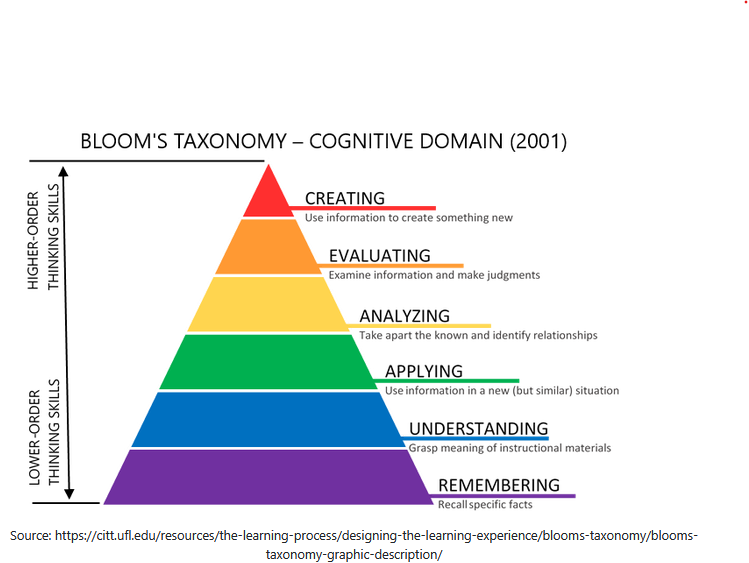 BLOOM'S TAXONOMY – COGNITIVE DOMAIN (2001)
HIGHER-ORDER
THINKING SKILLS
CREATING
Use information to create something new
EVALUATING
Examine information and make judgments
ANALYZING
Take apart the known and identify relationships
APPLYING
Use information in a new (but similar) situation
LOWER-ORDER
THINKING SKILLS
UNDERSTANDING
Grasp meaning of instructional materials
REMEMBERING
Recall specific facts
Source: https://citt.ufl.edu/resources/the-learning-process/designing-the-learning-experience/blooms-taxonomy/blooms-
taxonomy-graphic-description/